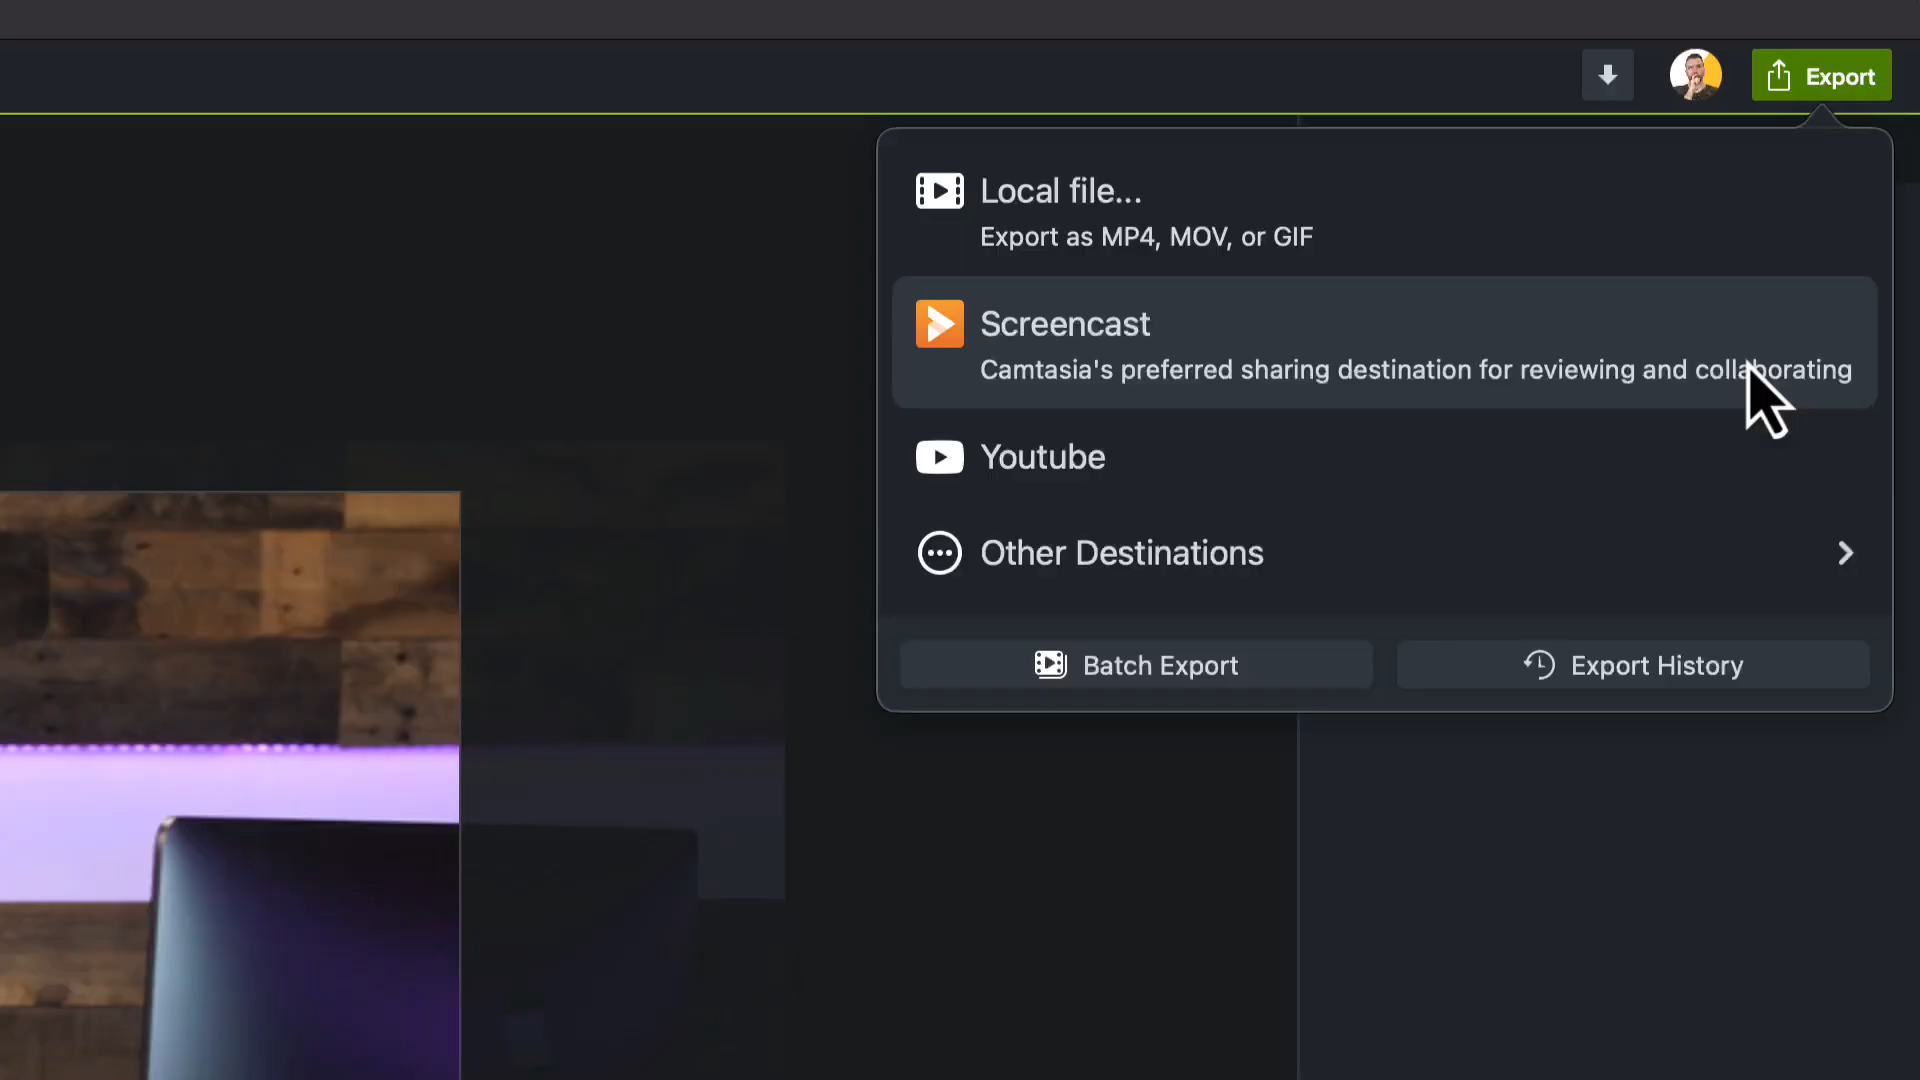 Export
Local file...
Export as MP4, MOV, or GIF
Screencast
Camtasia's preferred sharing destination for reviewing and collaborating
Youtube
Other Destinations
Batch Export
Export History